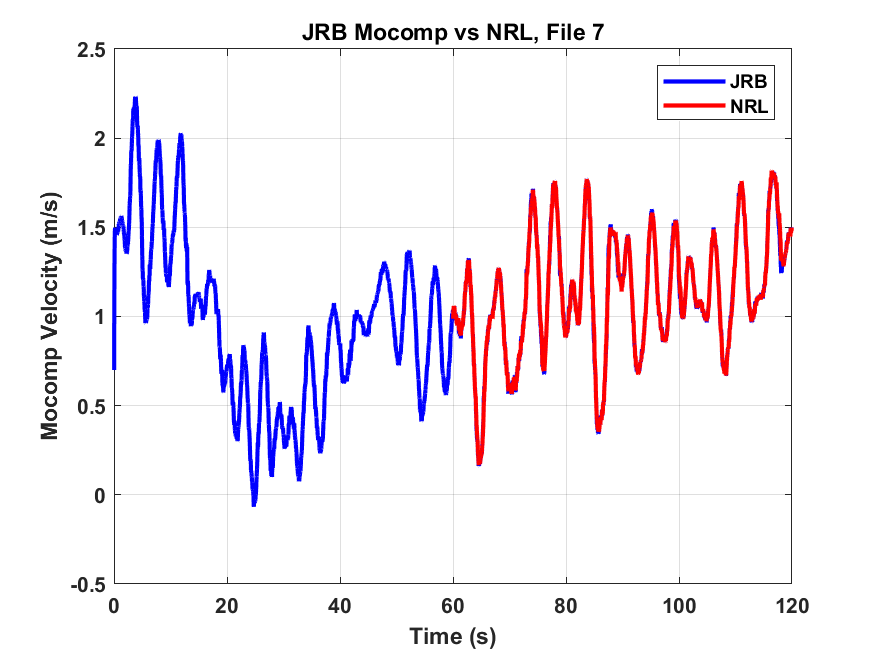 JRB Mocomp vs NRL, File 7
2.5
2
1.5
1
0.5
0
-0.5
Mocomp Velocity (m/s)
JRB
NRL
0 20 40 60 80 100 120
Time (s)